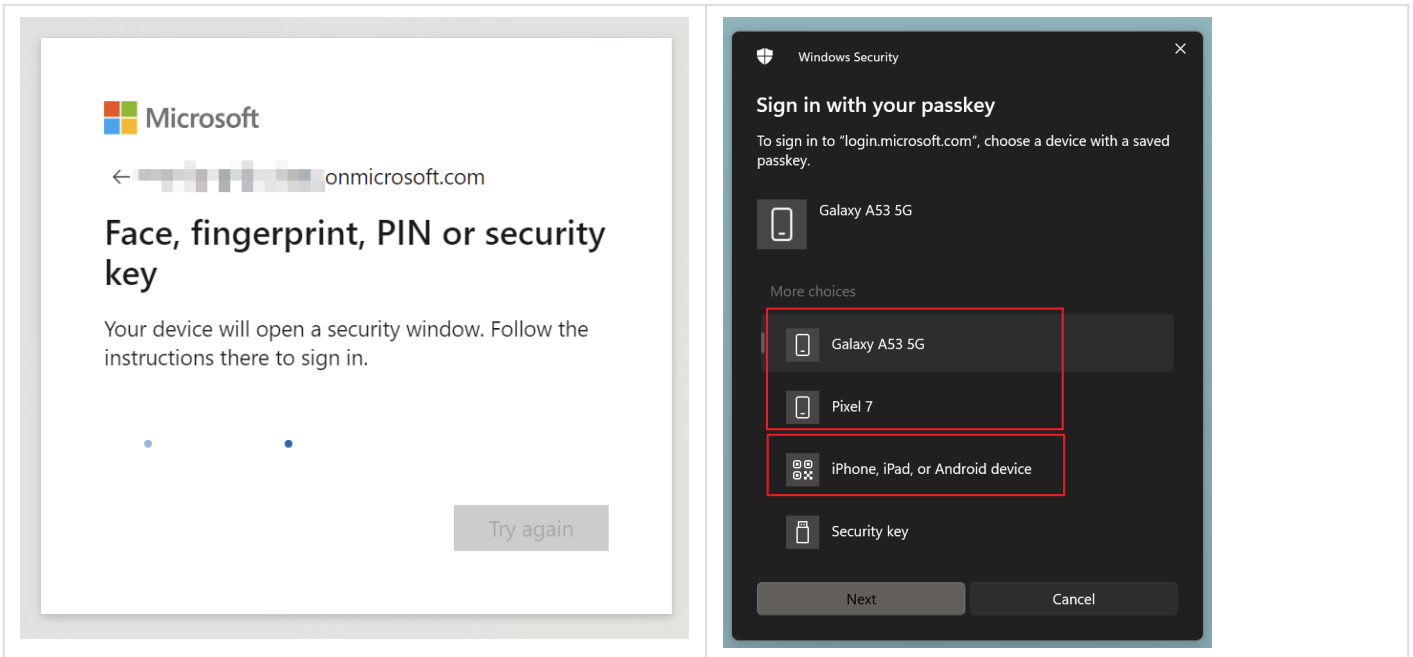 Microsoft
onmicrosoft.com
Face, fingerprint, PIN or security
key
Your device will open a security window. Follow the
instructions there to sign in.
Try again
Windows Security
Sign in with your passkey
To sign in to “login.microsoft.com”, choose a device with a saved
passkey.
Galaxy A53 5G
More choices
Galaxy A53 5G
Pixel 7
iPhone, iPad, or Android device
Security key
Next
Cancel